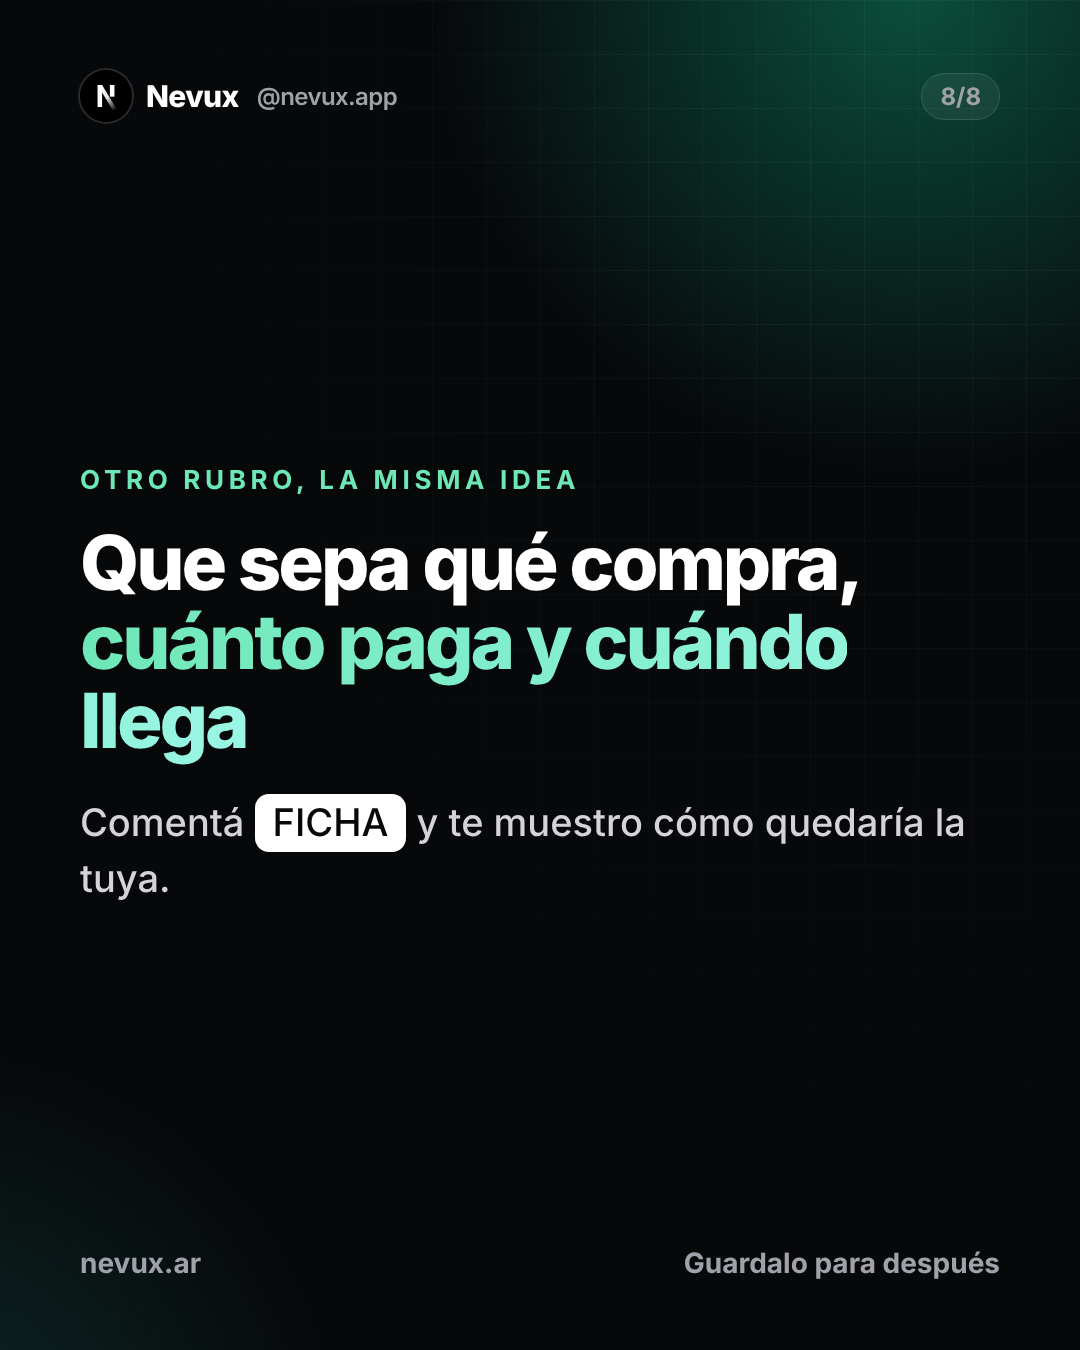 N Nevux @nevux.app 8/8
OTRO RUBRO, LA MISMA IDEA
Que sepa qué compra,
cuánto paga y cuándo
llega
Comentá FICHA y te muestro cómo quedaría la
tuya.
nevux.ar Guardalo para después